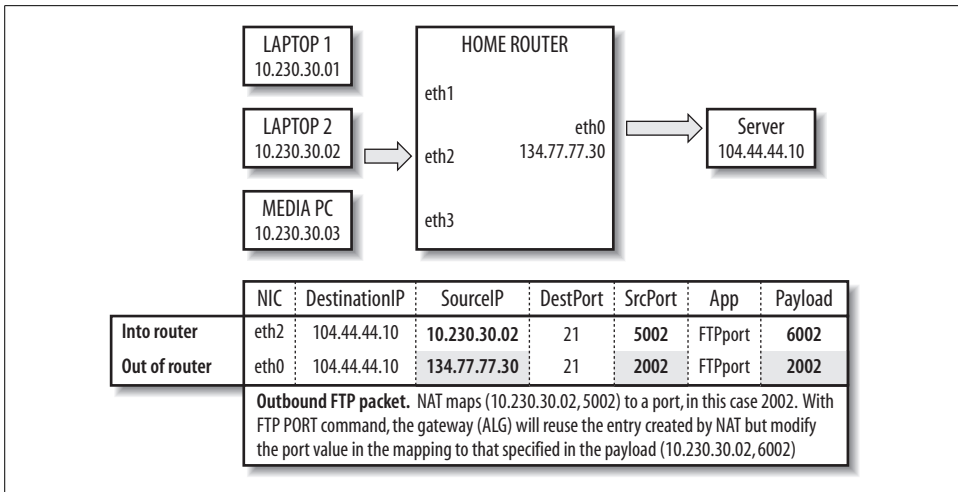 LAPTOP 1
10.230.30.01
LAPTOP 2
10.230.30.02
MEDIA PC
10.230.30.03
HOME ROUTER
eth1
eth2
eth3
eth0
134.77.77.30
Server
104.44.44.10
NIC DestinationIP SourceIP DestPort SrcPort App Payload
Into router eth2 104.44.44.10 10.230.30.02 21 5002 FTPport 6002
Out of router eth0 104.44.44.10 134.77.77.30 21 2002 FTPport 2002
Outbound FTP packet. NAT maps (10.230.30.02, 5002) to a port, in this case 2002. With
FTP PORT command, the gateway (ALG) will reuse the entry created by NAT but modify
the port value in the mapping to that specified in the payload (10.230.30.02, 6002)